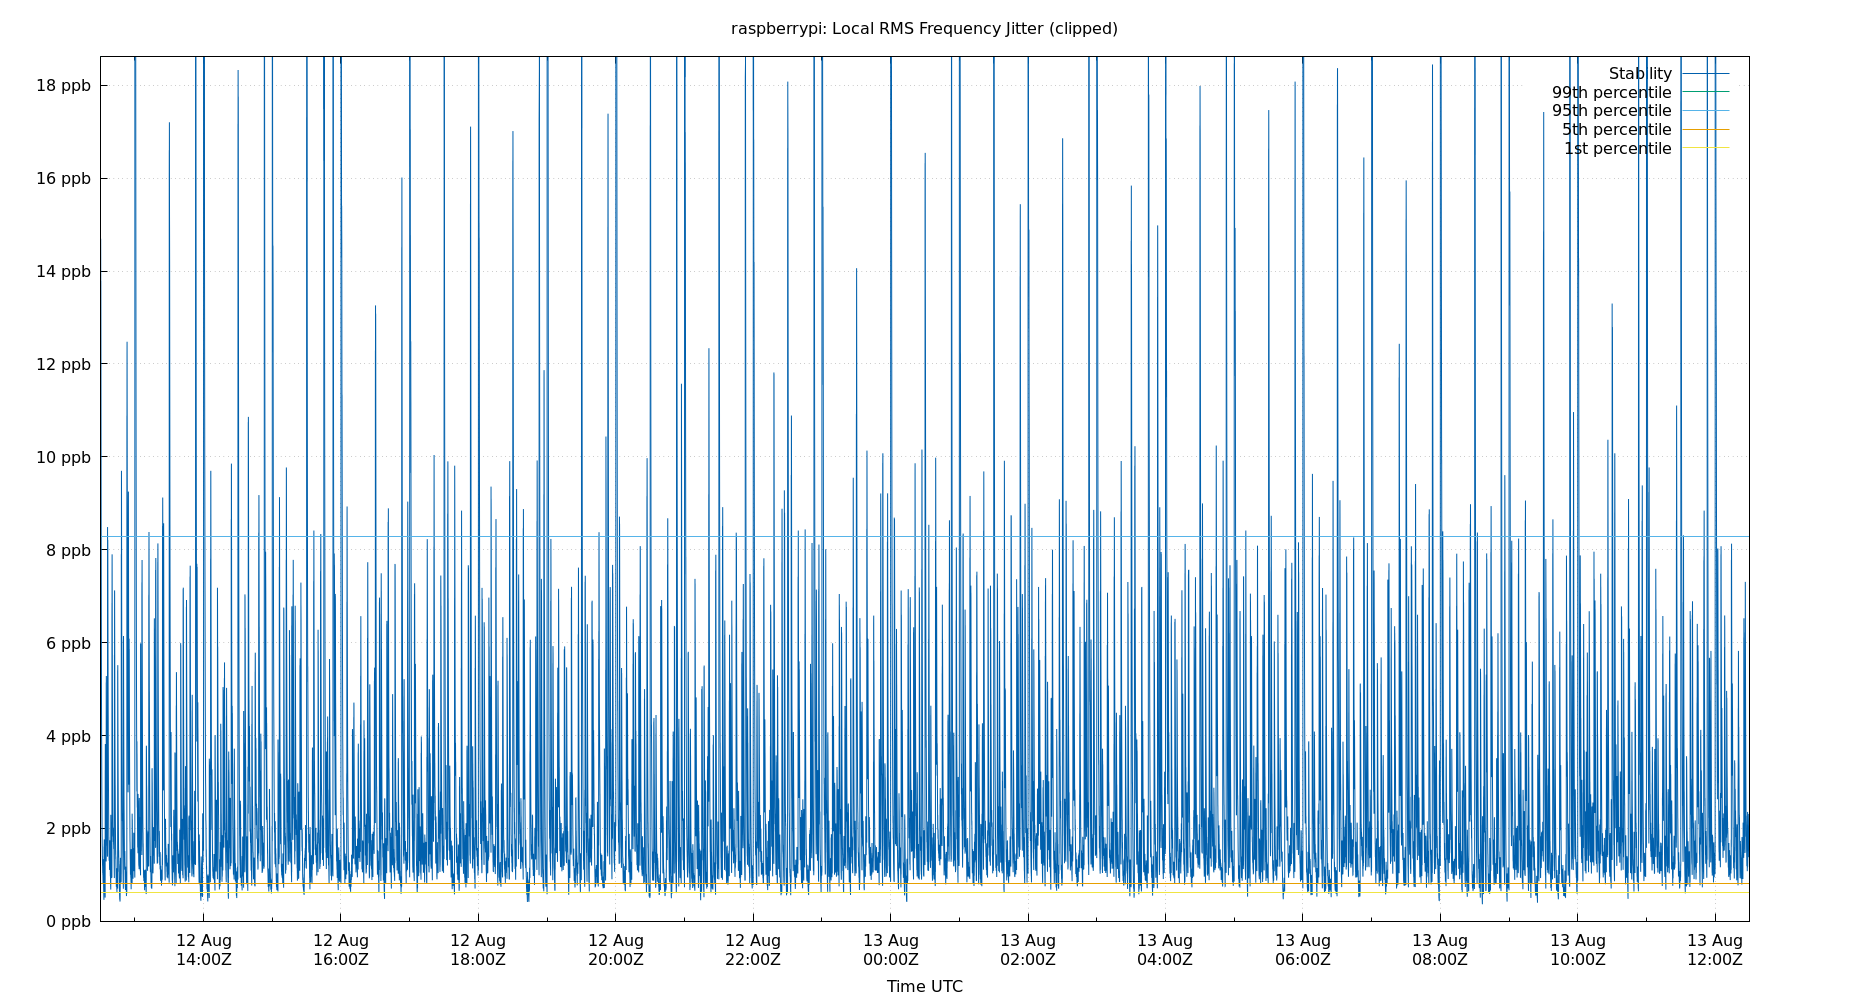 raspberrypi: Local RMS Frequency Jitter (clipped)
Stability
99th percentile
95th percentile
5th percentile
1st percentile
18 ppb
16 ppb
14 ppb
12 ppb
10 ppb
8 ppb
6 ppb
4 ppb
2 ppb
0 ppb
12 Aug 12 Aug 12 Aug 12 Aug 12 Aug 13 Aug 13 Aug 13 Aug 13 Aug 13 Aug 13 Aug 13 Aug
14:00Z 16:00Z 18:00Z 20:00Z 22:00Z 00:00Z 02:00Z 04:00Z 06:00Z 08:00Z 10:00Z 12:00Z
Time UTC